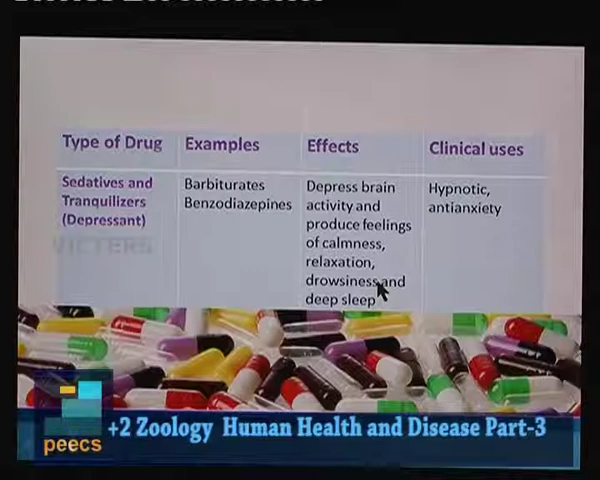 Type of Drug
Examples
Effects
Clinical uses
Sedatives and
Tranquilizers
(Depressant)
Barbiturates
Benzodiazepines
Depress brain
activity and
produce feelings
of calmness,
relaxation,
drowsiness and
deep sleep
Hypnotic,
antianxiety
VICTERS
peecs
+2 Zoology Human Health and Disease Part-3